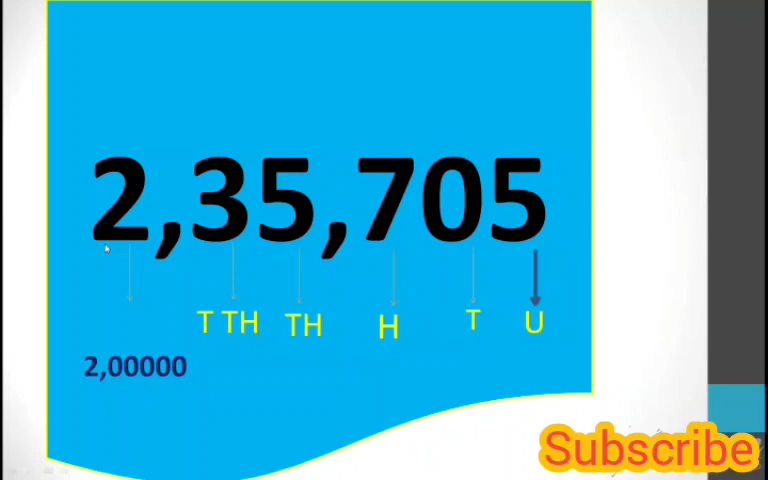 2,35,705
T TH TH H T U
2,00000
Subscribe